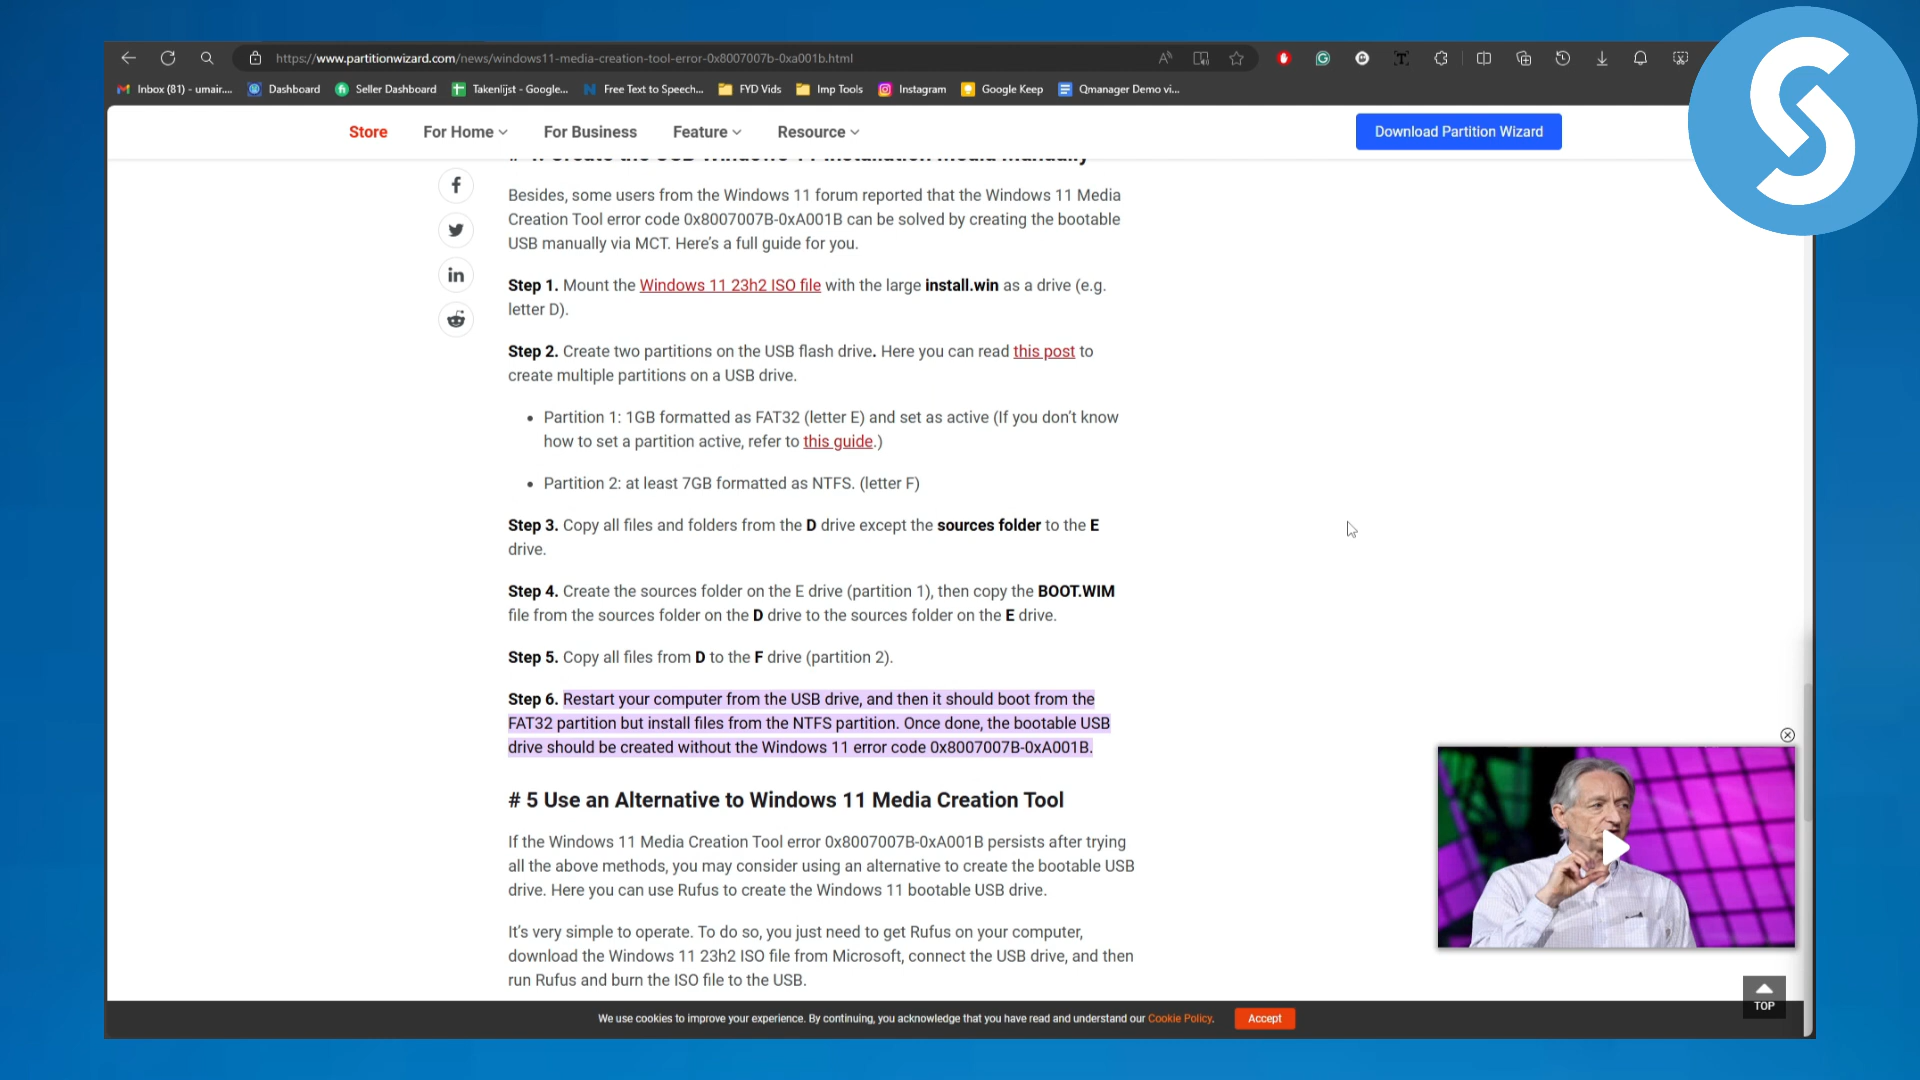 https://www.partitionwizard.com/news/windows11-media-creation-tool-error-0x8007007b-0xa001b.html
Inbox (81) - umair.... Dashboard Seller Dashboard Takenlijst - Google... Free Text to Speech... FYD Vids Imp Tools Instagram Google Keep Qmanager Demo vi...
Store For Home For Business Feature Resource Download Partition Wizard
# 4. Create the USB Windows 11 Installation Media Manually
Besides, some users from the Windows 11 forum reported that the Windows 11 Media
Creation Tool error code 0x8007007B-0xA001B can be solved by creating the bootable
USB manually via MCT. Here's a full guide for you.
Step 1. Mount the Windows 11 23h2 ISO file with the large install.win as a drive (e.g.
letter D).
Step 2. Create two partitions on the USB flash drive. Here you can read this post to
create multiple partitions on a USB drive.
• Partition 1: 1GB formatted as FAT32 (letter E) and set as active (If you don't know
how to set a partition active, refer to this guide.)
• Partition 2: at least 7GB formatted as NTFS. (letter F)
Step 3. Copy all files and folders from the D drive except the sources folder to the E
drive.
Step 4. Create the sources folder on the E drive (partition 1), then copy the BOOT.WIM
file from the sources folder on the D drive to the sources folder on the E drive.
Step 5. Copy all files from D to the F drive (partition 2).
Step 6. Restart your computer from the USB drive, and then it should boot from the
FAT32 partition but install files from the NTFS partition. Once done, the bootable USB
drive should be created without the Windows 11 error code 0x8007007B-0xA001B.
# 5 Use an Alternative to Windows 11 Media Creation Tool
If the Windows 11 Media Creation Tool error 0x8007007B-0xA001B persists after trying
all the above methods, you may consider using an alternative to create the bootable USB
drive. Here you can use Rufus to create the Windows 11 bootable USB drive.
It's very simple to operate. To do so, you just need to get Rufus on your computer,
download the Windows 11 23h2 ISO file from Microsoft, connect the USB drive, and then
run Rufus and burn the ISO file to the USB.
TOP
We use cookies to improve your experience. By continuing, you acknowledge that you have read and understand our Cookie Policy. Accept